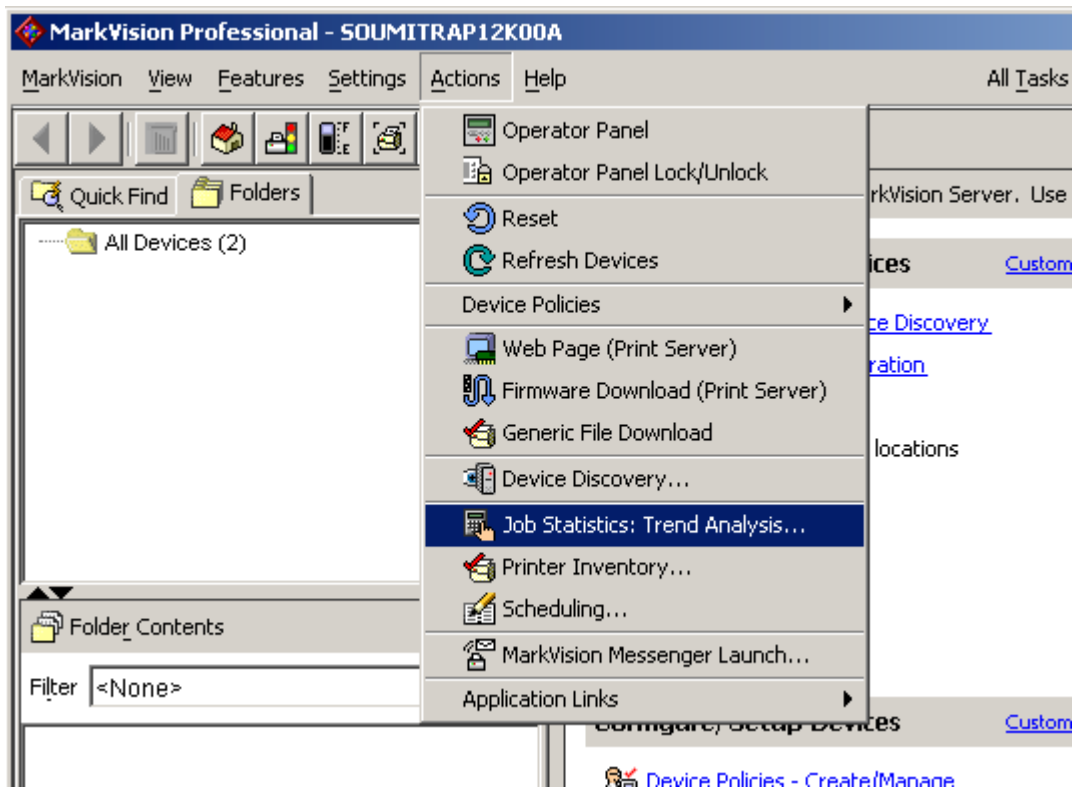 MarkVision Professional - SOUMITRAP12K00A
MarkVision View Features Settings Actions Help All Tasks
Quick Find Folders
All Devices (2)
Operator Panel
Operator Panel Lock/Unlock
Reset
Refresh Devices
Device Policies
Web Page (Print Server)
Firmware Download (Print Server)
Generic File Download
Device Discovery...
Job Statistics: Trend Analysis...
Printer Inventory...
Scheduling...
MarkVision Messenger Launch...
Application Links
rkVision Server. Use
ices Custom
ce Discovery
ration
locations
Folder Contents
Filter <None>
Configure/Setup Devices Custom
Device Policies - Create/Manage